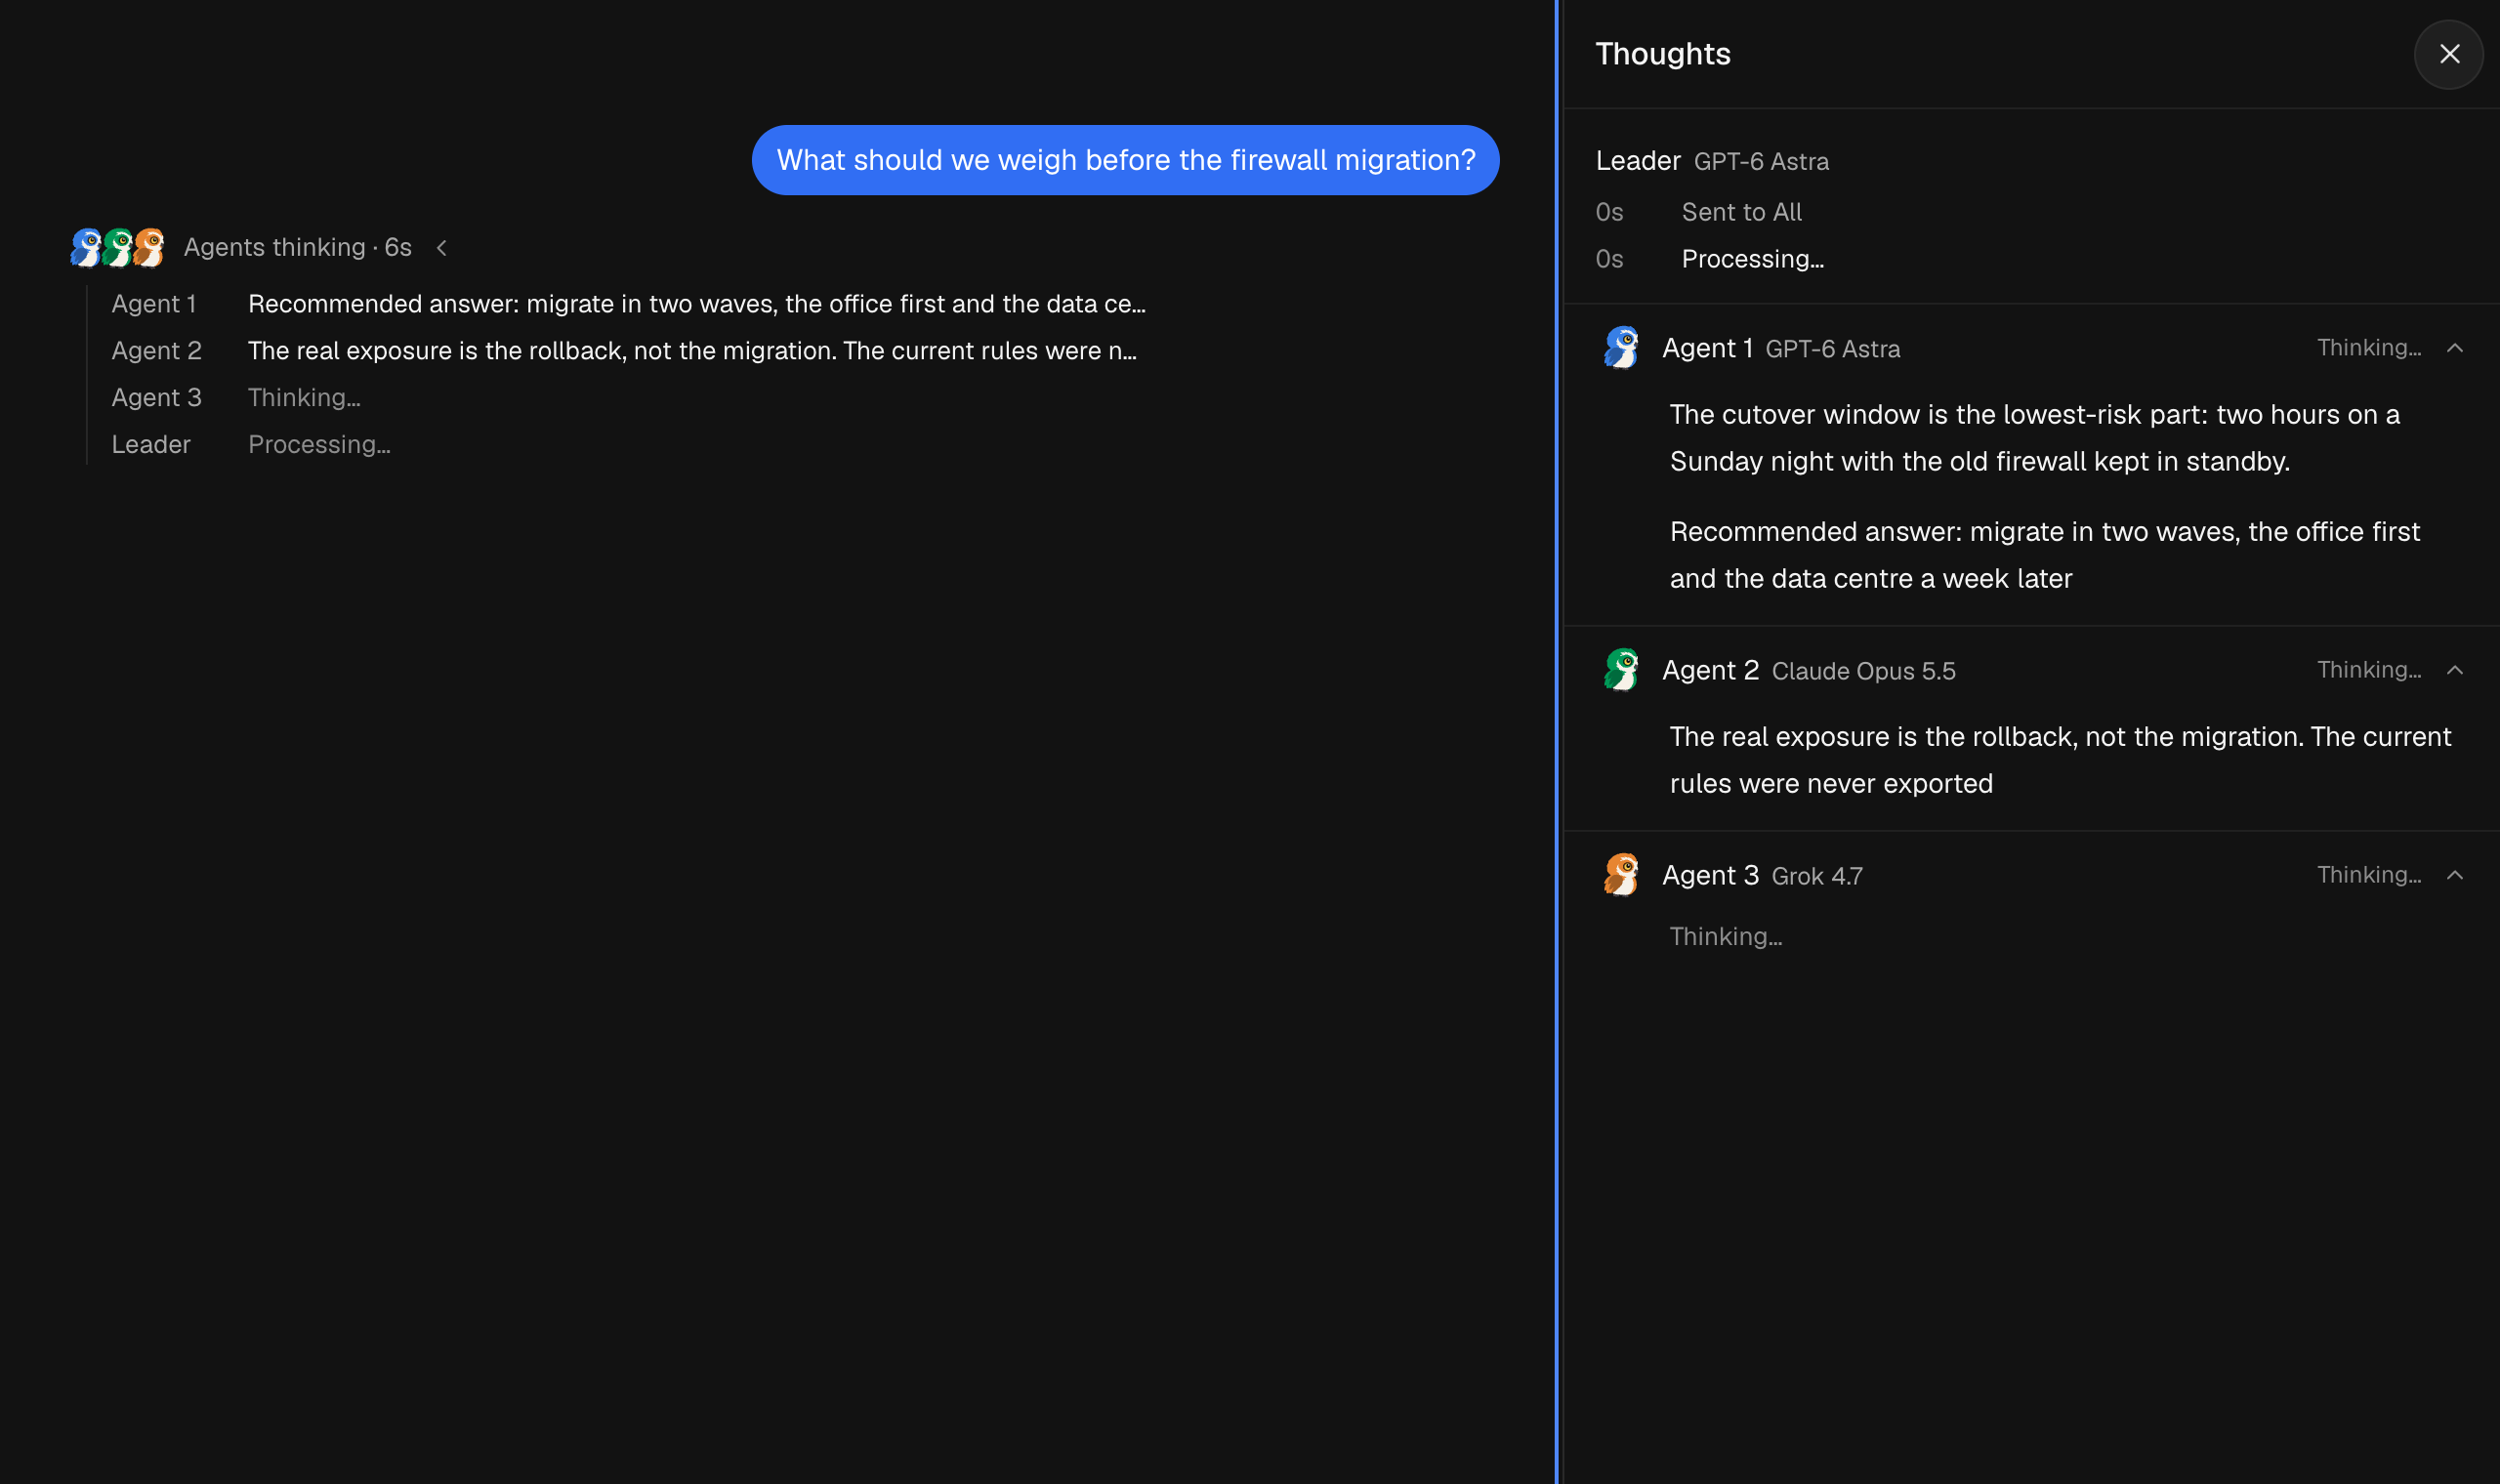 What should we weigh before the firewall migration?
Agents thinking · 6s
Agent 1 Recommended answer: migrate in two waves, the office first and the data ce…
Agent 2 The real exposure is the rollback, not the migration. The current rules were n…
Agent 3 Thinking…
Leader Processing…
Thoughts
Leader GPT-6 Astra
0s Sent to All
0s Processing…
Agent 1 GPT-6 Astra Thinking…
The cutover window is the lowest-risk part: two hours on a
Sunday night with the old firewall kept in standby.
Recommended answer: migrate in two waves, the office first
and the data centre a week later
Agent 2 Claude Opus 5.5 Thinking…
The real exposure is the rollback, not the migration. The current
rules were never exported
Agent 3 Grok 4.7 Thinking…
Thinking…